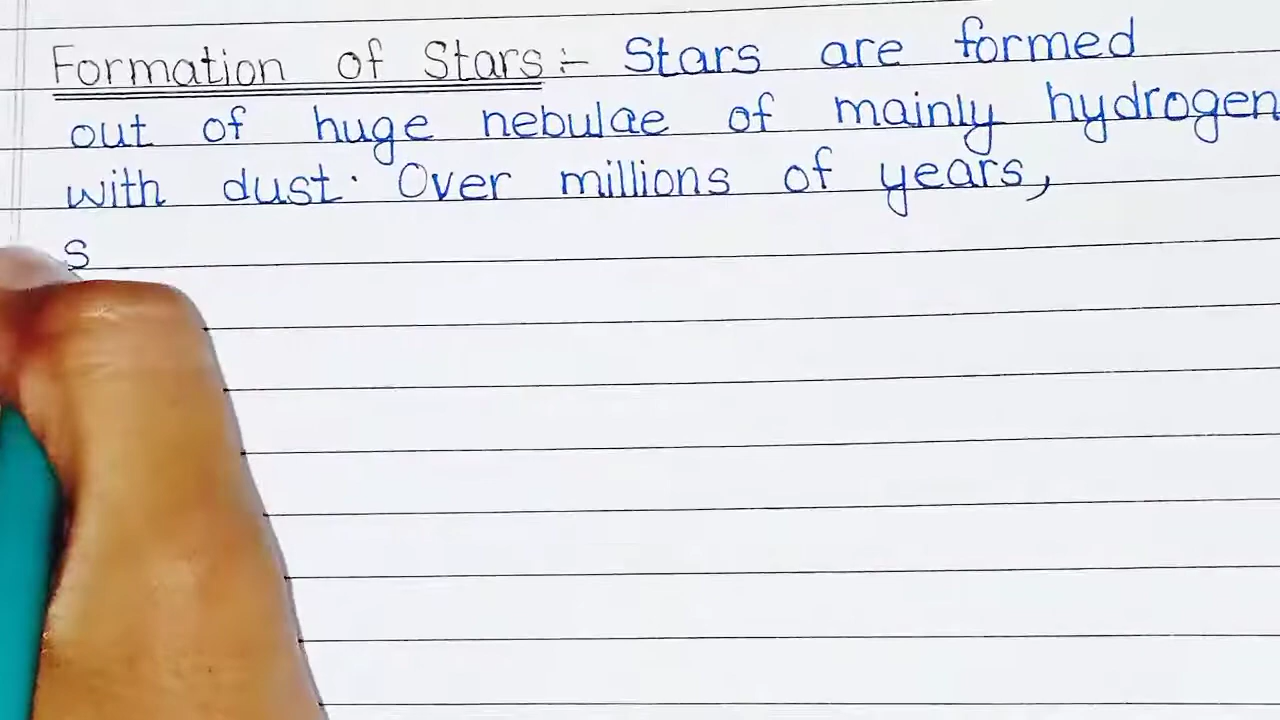 Formation of Stars:- Stars are formed
out of huge nebulae of mainly hydrogen
with dust. Over millions of years,
s